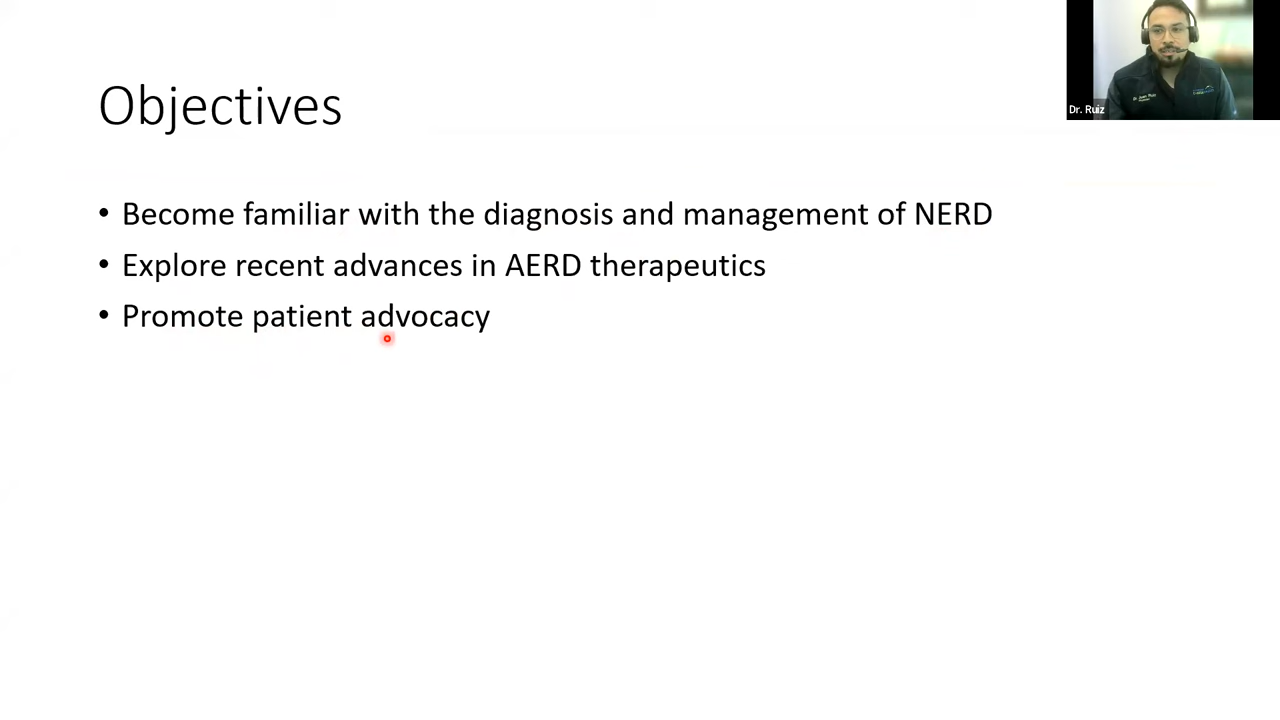 Objectives
• Become familiar with the diagnosis and management of NERD
• Explore recent advances in AERD therapeutics
• Promote patient advocacy
Dr. Ruiz